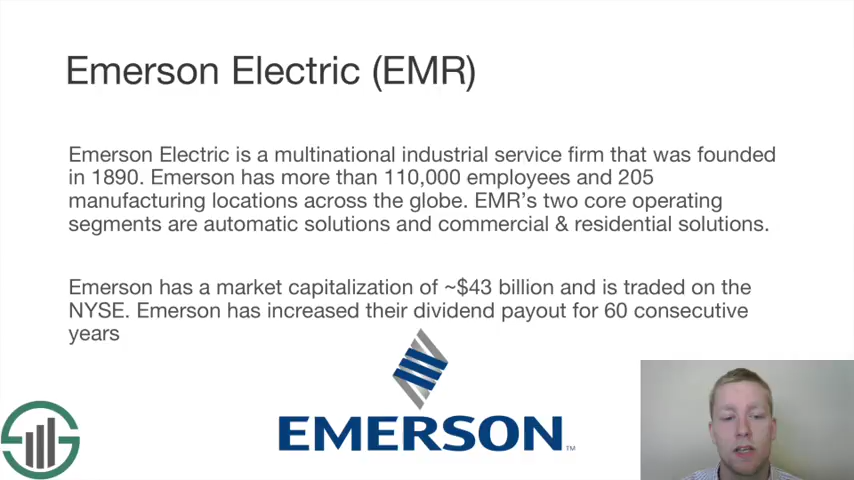 Emerson Electric (EMR)
Emerson Electric is a multinational industrial service firm that was founded
in 1890. Emerson has more than 110,000 employees and 205
manufacturing locations across the globe. EMR's two core operating
segments are automatic solutions and commercial & residential solutions.
Emerson has a market capitalization of ~$43 billion and is traded on the
NYSE. Emerson has increased their dividend payout for 60 consecutive
years
EMERSON™